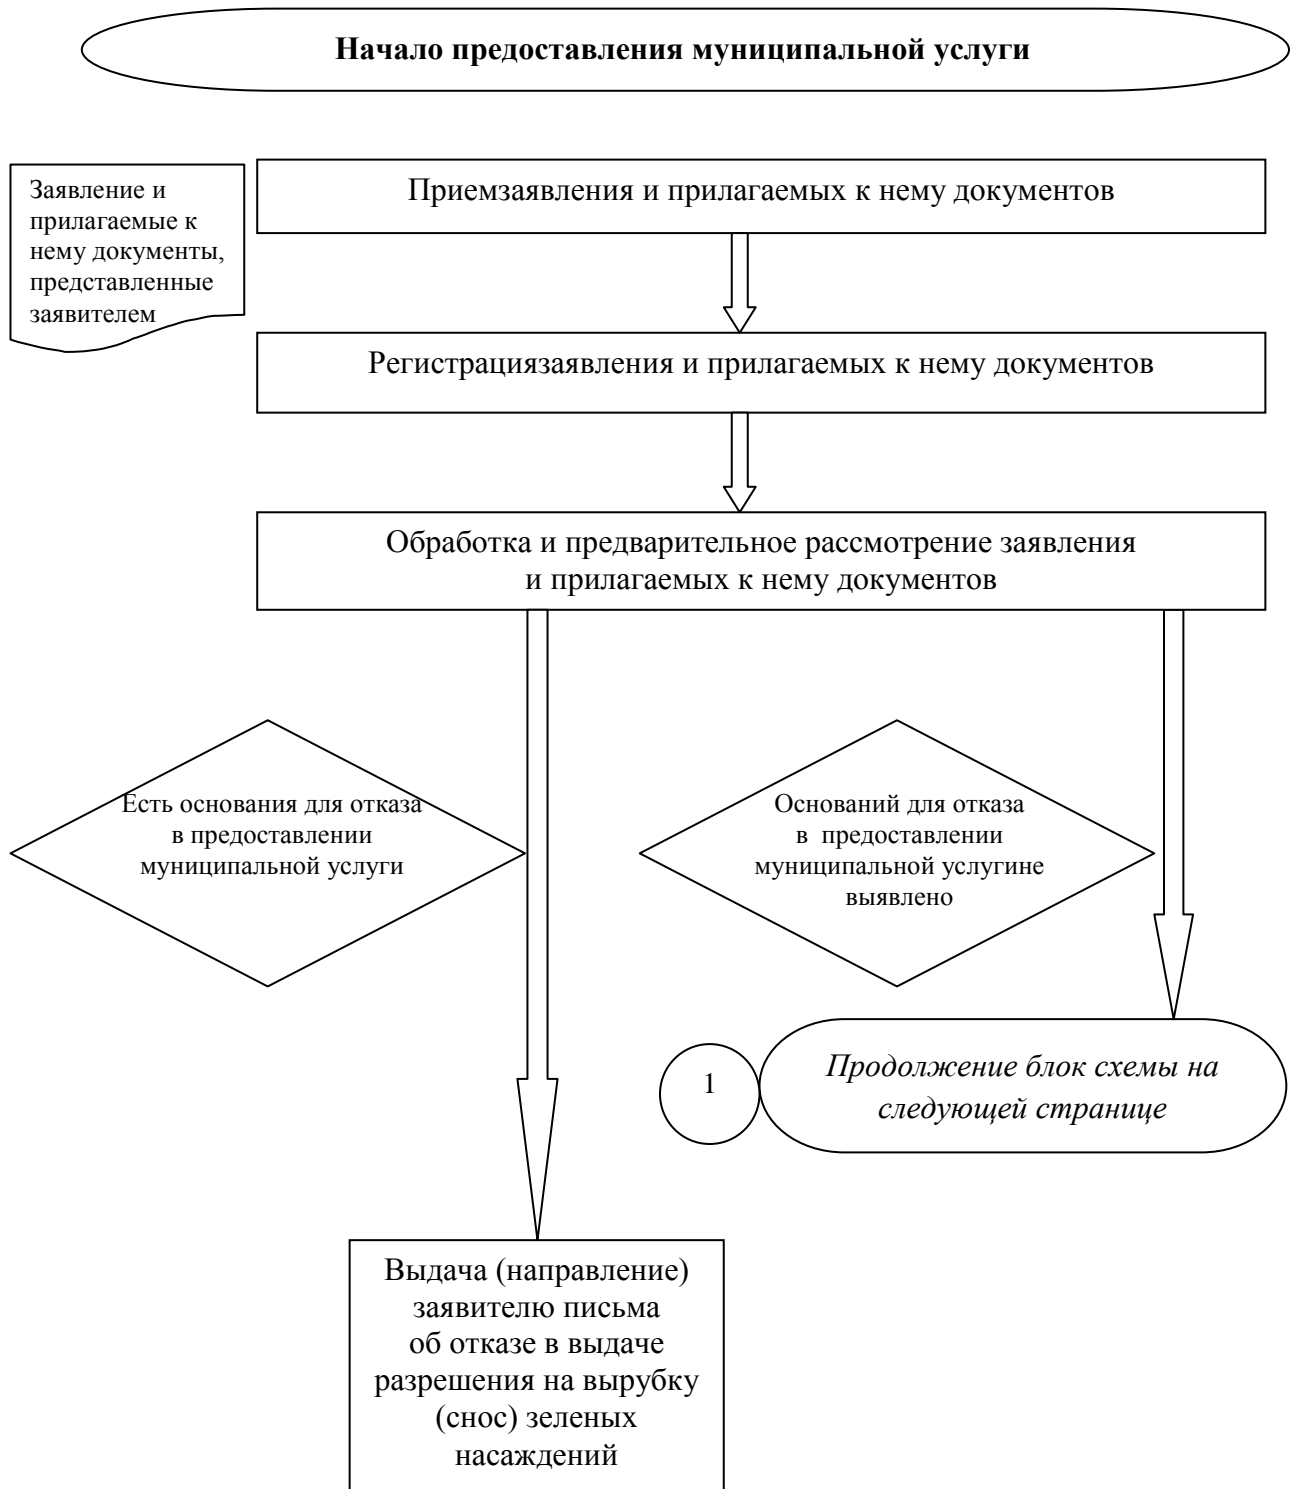 Начало предоставления муниципальной услуги
Заявление и
прилагаемые к
нему документы,
представленные
заявителем
Приемзаявления и прилагаемых к нему документов
Регистрациязаявления и прилагаемых к нему документов
Обработка и предварительное рассмотрение заявления
и прилагаемых к нему документов
Есть основания для отказа
в предоставлении
муниципальной услуги
Оснований для отказа
в  предоставлении
муниципальной услугине
выявлено
1
Продолжение блок схемы на
следующей странице
Выдача (направление)
заявителю письма
об отказе в выдаче
разрешения на вырубку
(снос) зеленых
насаждений